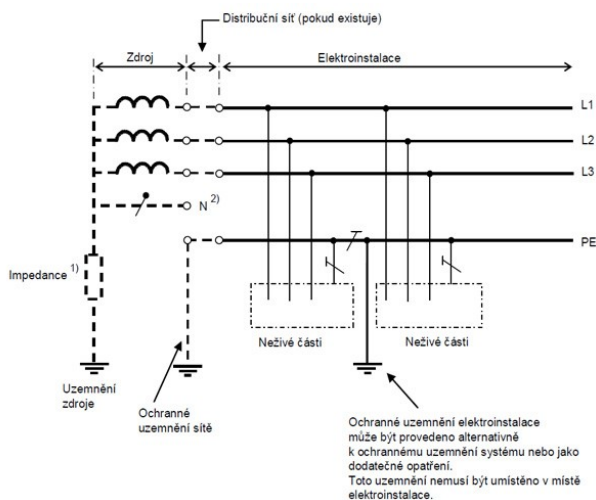 Distribuční síť (pokud existuje)
Zdroj
Elektroinstalace
L1
L2
L3
N 2)
PE
Impedance 1)
Neživé části
Neživé části
Uzemnění
zdroje
Ochranné
uzemnění sítě
Ochranné uzemnění elektroinstalace
může být provedeno alternativně
k ochrannému uzemnění systému nebo jako
dodatečné opatření.
Toto uzemnění nemusí být umístěno v místě
elektroinstalace.